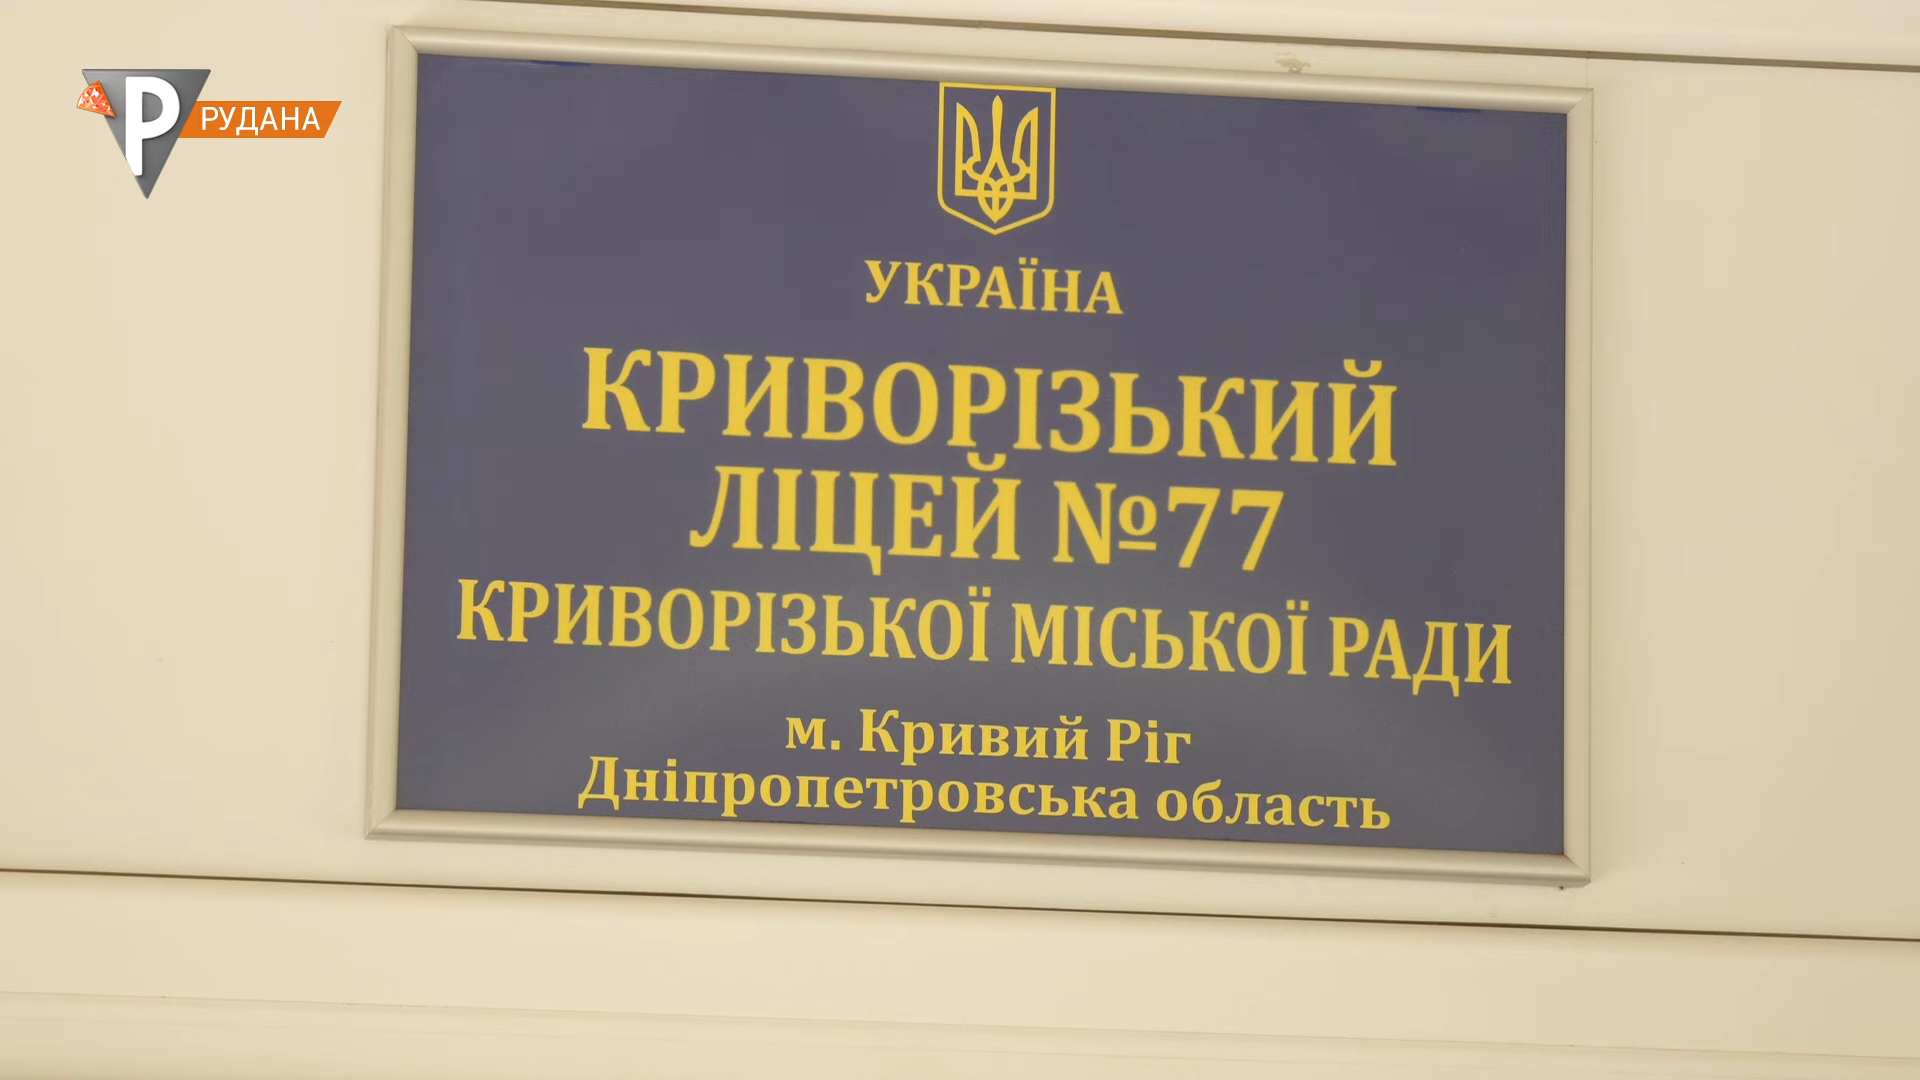 Р РУДАНА
УКРАЇНА
КРИВОРІЗЬКИЙ
ЛІЦЕЙ №77
КРИВОРІЗЬКОЇ МІСЬКОЇ РАДИ
м. Кривий Ріг
Дніпропетровська область